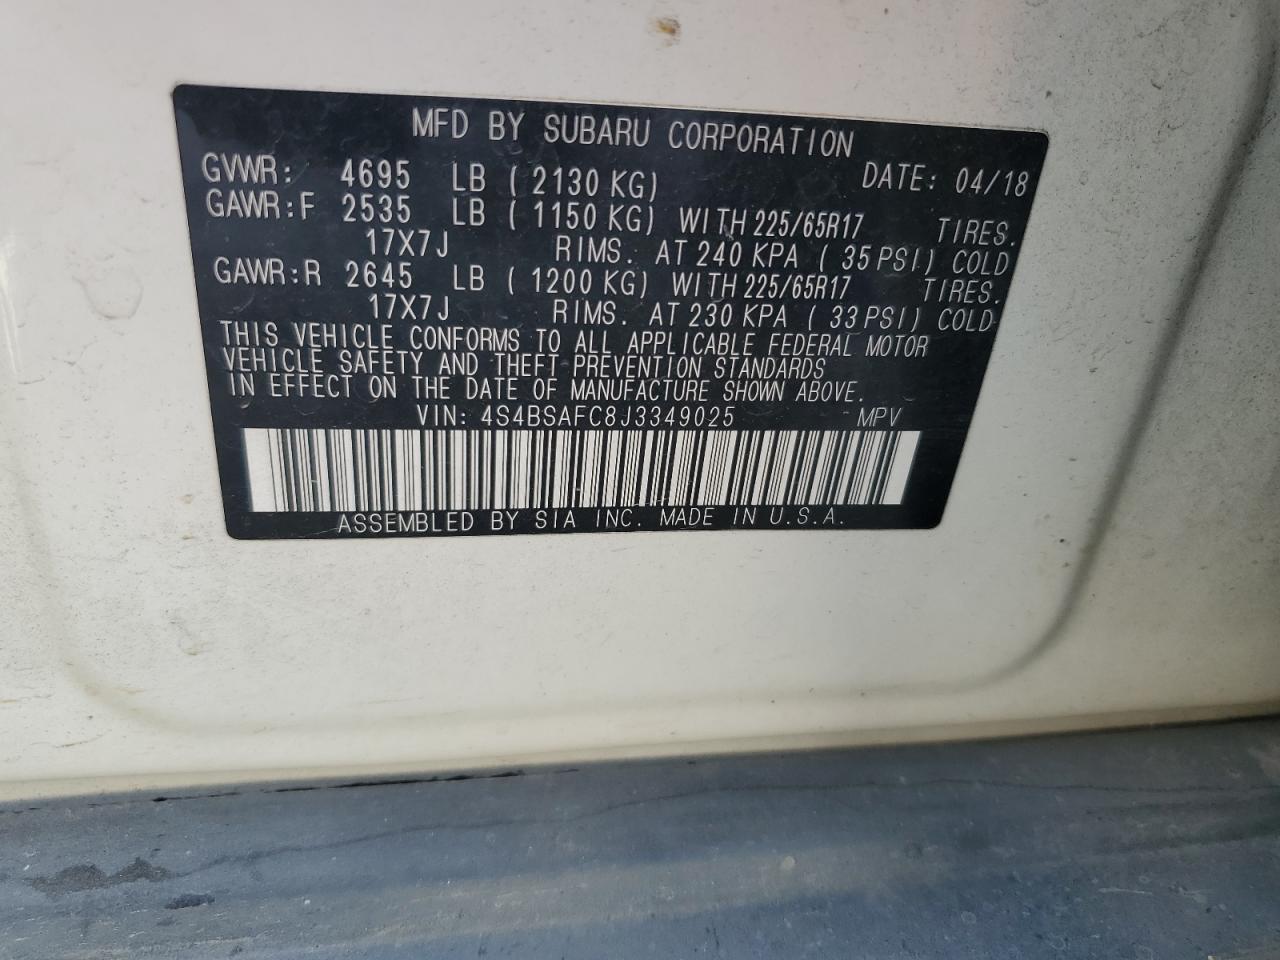 MFD BY SUBARU CORPORATION
GVWR: 4695 LB ( 2130 KG) DATE: 04/18
GAWR:F 2535 LB ( 1150 KG) WITH 225/65R17 TIRES.
17X7J RIMS. AT 240 KPA ( 35 PSI) COLD
GAWR:R 2645 LB ( 1200 KG) WITH 225/65R17 TIRES.
17X7J RIMS. AT 230 KPA ( 33 PSI) COLD
THIS VEHICLE CONFORMS TO ALL APPLICABLE FEDERAL MOTOR
VEHICLE SAFETY AND THEFT PREVENTION STANDARDS
IN EFFECT ON THE DATE OF MANUFACTURE SHOWN ABOVE.
VIN: 4S4BSAFC8J3349025 MPV
ASSEMBLED BY SIA INC. MADE IN U.S.A.